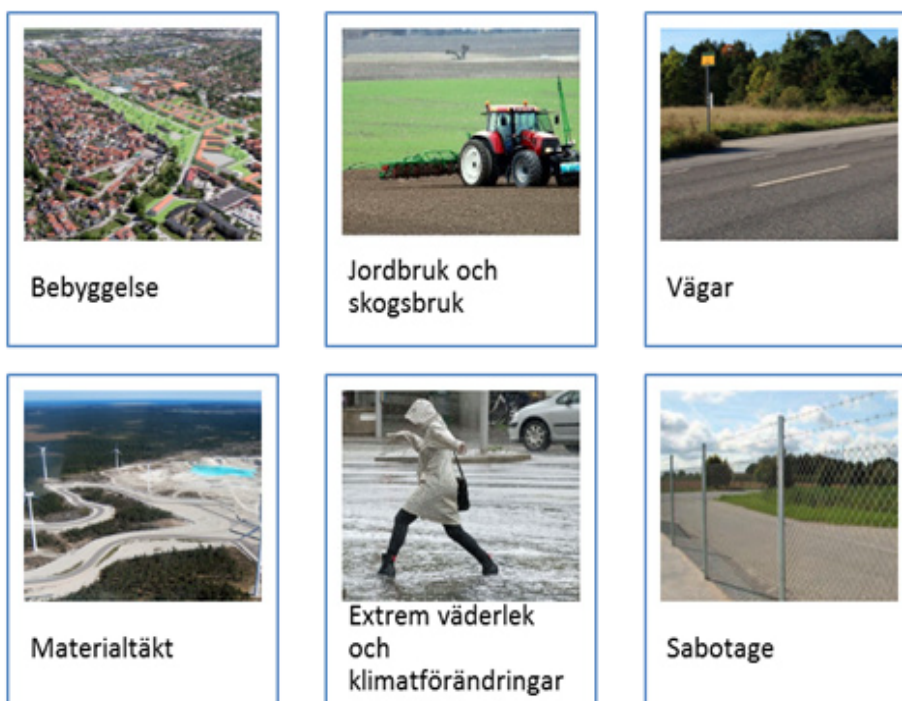 Bebyggelse
Jordbruk och
skogsbruk
Vägar
Materialtäkt
Extrem väderlek
och
klimatförändringar
Sabotage